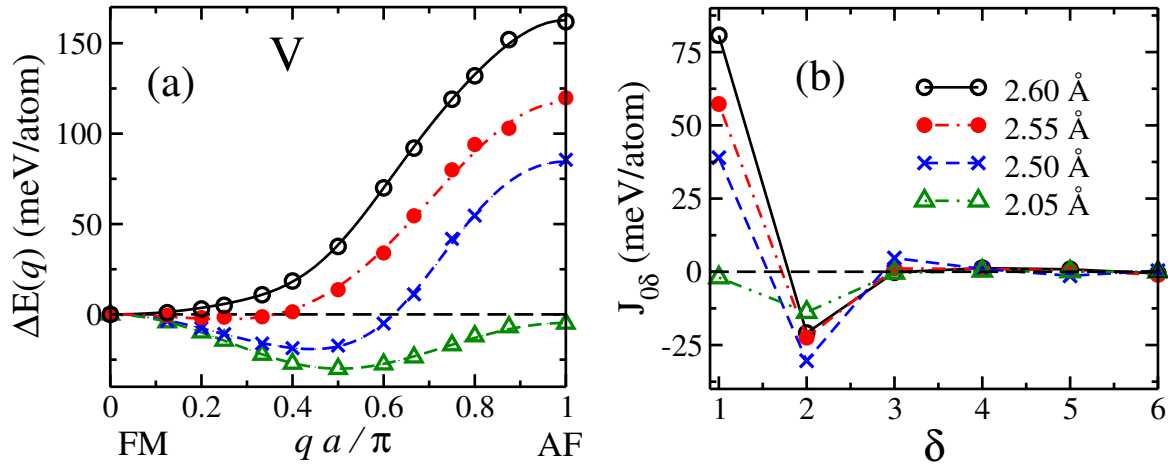 V
(a)
ΔE(q) (meV/atom)
150
100
50
0
0 0.2 0.4 0.6 0.8 1
FM q a / π AF
(b)
J0δ (meV/atom)
75
50
25
0
-25
2.60 Å
2.55 Å
2.50 Å
2.05 Å
1 2 3 4 5 6
δ